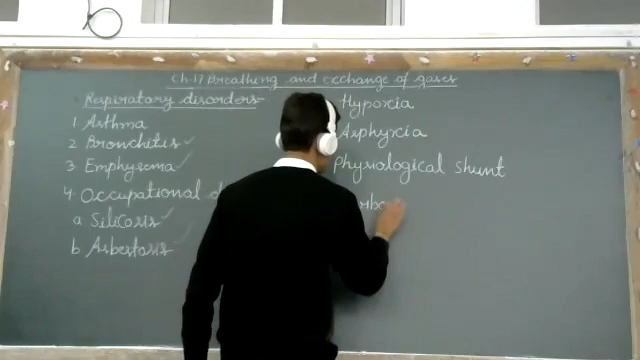 Ch. 17 Breathing and exchange of gases
Respiratory disorders-
1. Asthma
2. Bronchitis
3. Emphysema
4. Occupational
a. Silicosis
b. Asbestosis
Hypoxia
Asphyxia
Physiological shunt